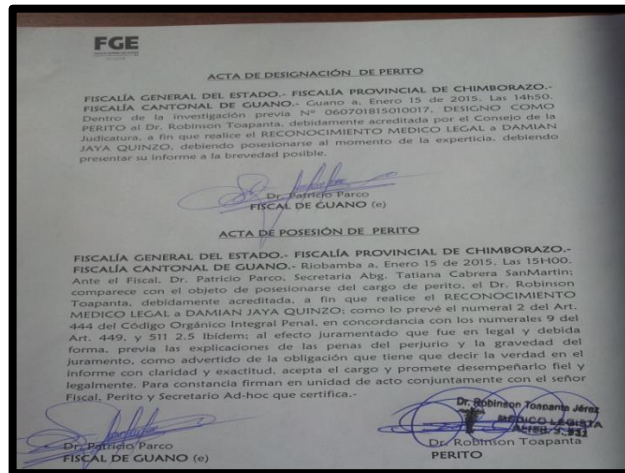 FGE
ACTA DE DESIGNACIÓN DE PERITO
FISCALÍA GENERAL DEL ESTADO.- FISCALÍA PROVINCIAL DE CHIMBORAZO.-
FISCALÍA CANTONAL DE GUANO.- Guano a, Enero 15 de 2015, Las 14h50.
Dentro de la investigación previa Nº 060701815010017, DESIGNO COMO
PERITO al Dr. Robinson Toapanta, debidamente acreditada por el Consejo de la
Judicatura, a fin que realice el RECONOCIMIENTO MEDICO LEGAL a DAMIAN
JAYA QUINZO, debiendo posesionarse al momento de la experticia, debiendo
presentar su informe a la brevedad posible.
Dr. Patricio Parco
FISCAL DE GUANO (e)
ACTA DE POSESIÓN DE PERITO
FISCALÍA GENERAL DEL ESTADO.- FISCALÍA PROVINCIAL DE CHIMBORAZO.-
FISCALÍA CANTONAL DE GUANO.- Riobamba a, Enero 15 de 2015, Las 15H00.
Ante el Fiscal, Dr. Patricio Parco, Secretaria Abg. Tatiana Cabrera SanMartin;
comparece con el objeto de posesionarse del cargo de perito, el Dr. Robinson
Toapanta, debidamente acreditada, a fin que realice el RECONOCIMIENTO
MEDICO LEGAL a DAMIAN JAYA QUINZO; como lo prevé el numeral 2 del Art.
444 del Código Orgánico Integral Penal, en concordancia con los numerales 9 del
Art. 449, y 511 2.5 Ibidem; al efecto juramentado que fue en legal y debida
forma, previa las explicaciones de las penas del perjurio y la gravedad del
juramento, como advertido de la obligación que tiene que decir la verdad en el
informe con claridad y exactitud, acepta el cargo y promete desempeñarlo fiel y
legalmente. Para constancia firman en unidad de acto conjuntamente con el señor
Fiscal, Perito y Secretario Ad-hoc que certifica.-
Dr. Robinson Toapanta Jérez
MÉDICO LEGISTA
Dr. Patricio Parco
FISCAL DE GUANO (e)
Dr. Robinson Toapanta
PERITO